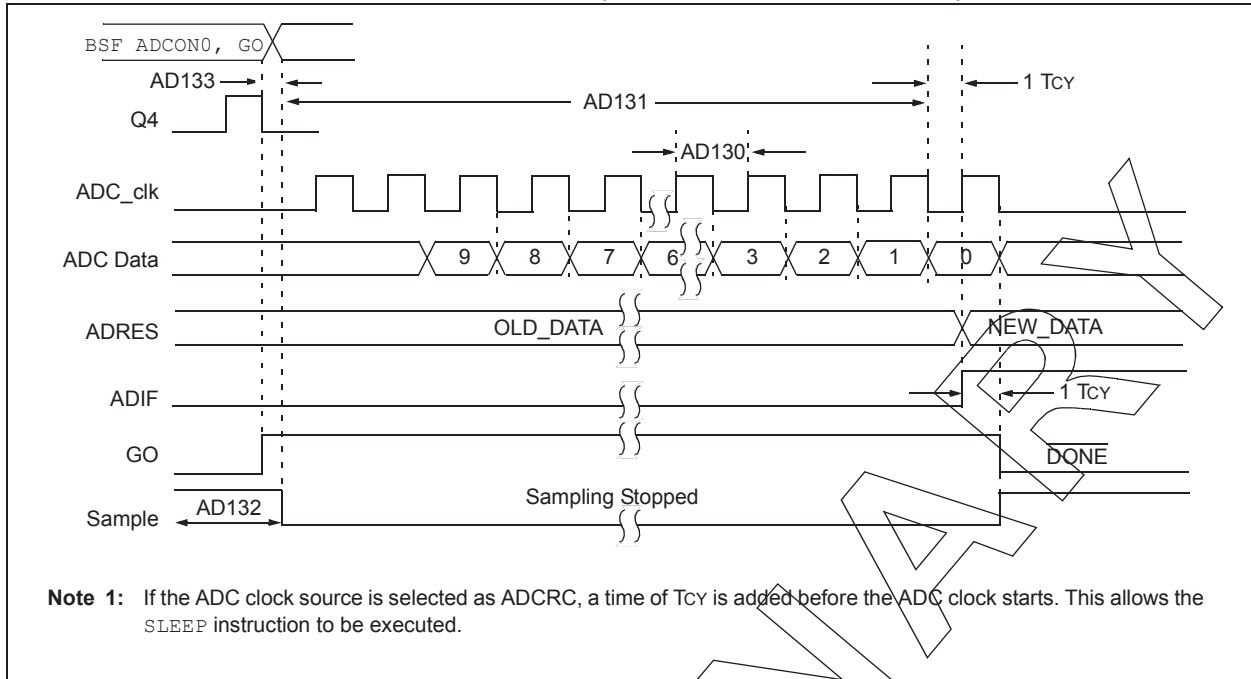 BSF ADCON0, GO
AD133
1 TCY
AD131
Q4
AD130
ADC_clk
ADC Data
9 8 7 6 3 2 1 0
ADRES
OLD_DATA
NEW_DATA
ADIF
1 TCY
GO
DONE
Sample
AD132
Sampling Stopped
Note 1: If the ADC clock source is selected as ADCRC, a time of TCY is added before the ADC clock starts. This allows the
SLEEP instruction to be executed.